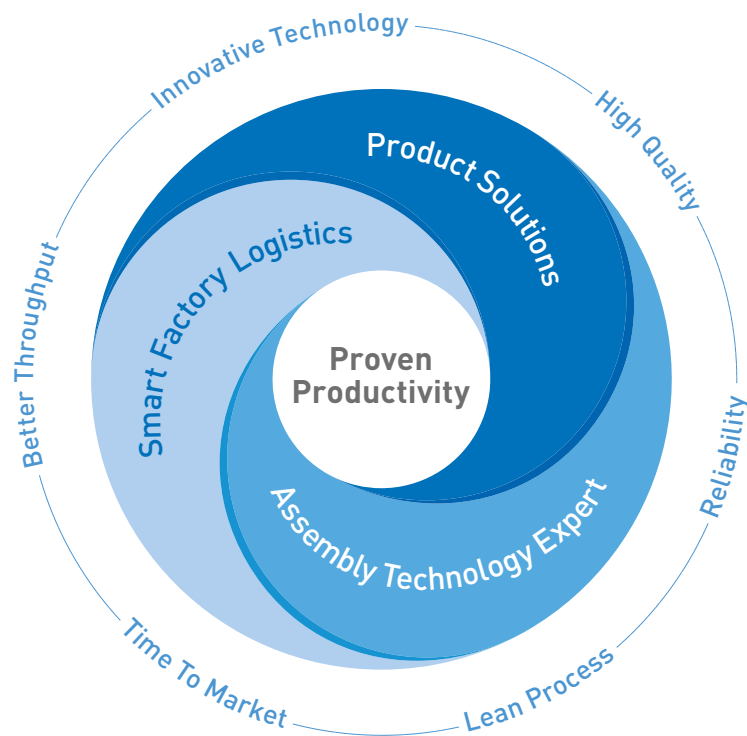 Innovative Technology
High Quality
Reliability
Lean Process
Time To Market
Better Throughput
Product Solutions
Assembly Technology Expert
Smart Factory Logistics
Proven
Productivity